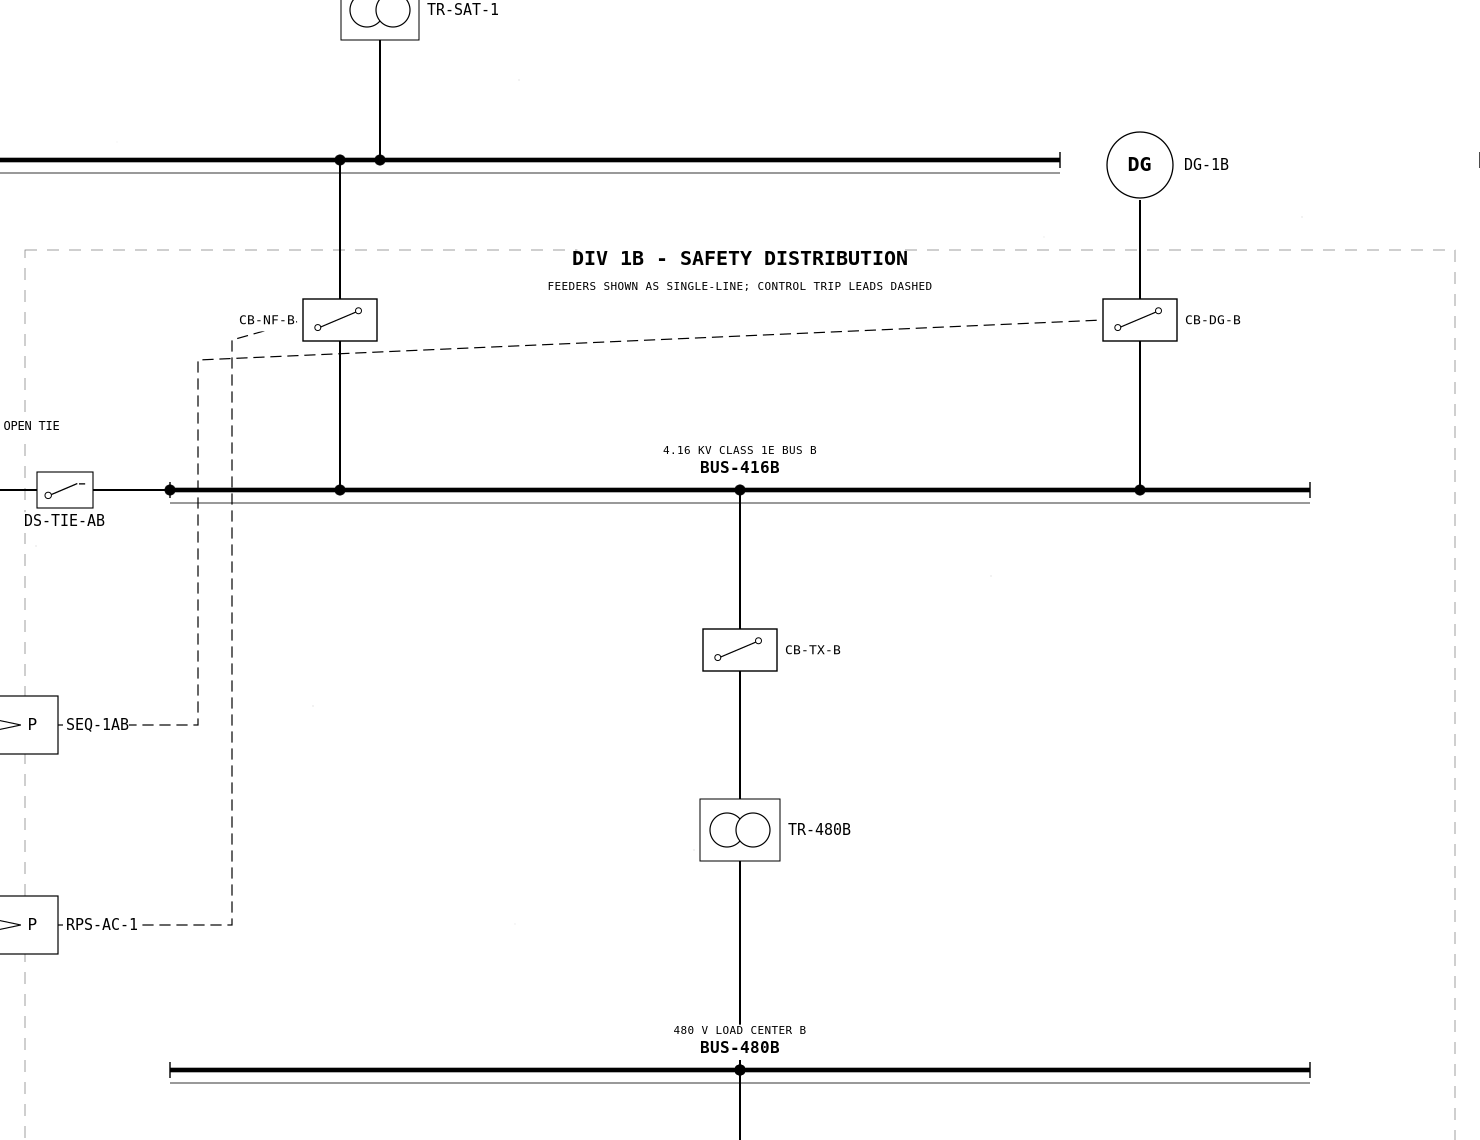 TR-SAT-1
DG
DG-1B
DIV 1B - SAFETY DISTRIBUTION
FEEDERS SHOWN AS SINGLE-LINE; CONTROL TRIP LEADS DASHED
CB-NF-B
CB-DG-B
OPEN TIE
4.16 KV CLASS 1E BUS B
BUS-416B
DS-TIE-AB
CB-TX-B
P
SEQ-1AB
TR-480B
P
RPS-AC-1
480 V LOAD CENTER B
BUS-480B